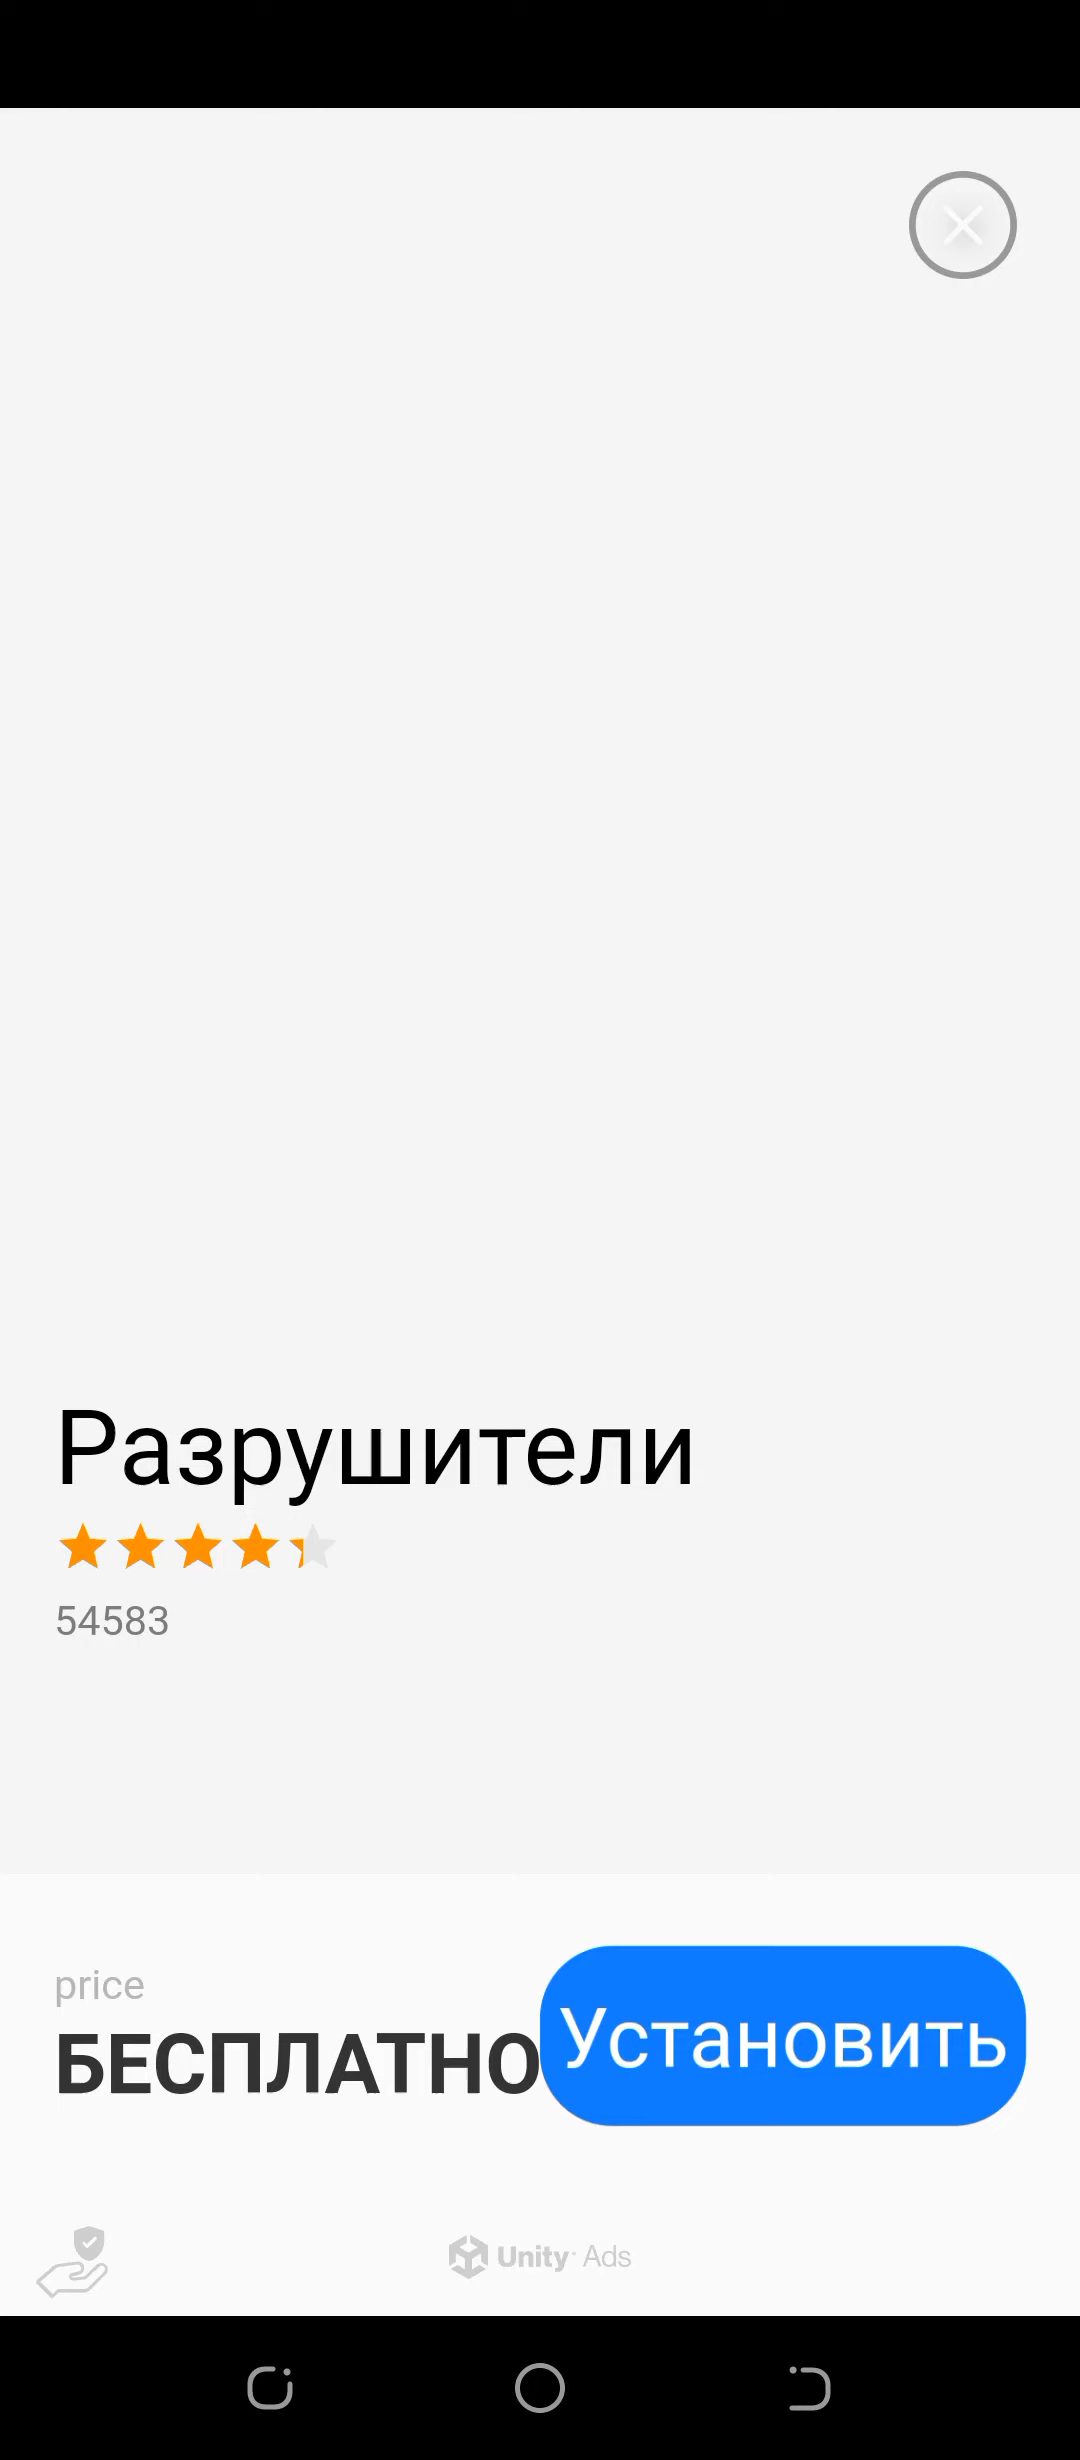 Разрушители
54583
price
БЕСПЛАТНО
Установить
Unity Ads